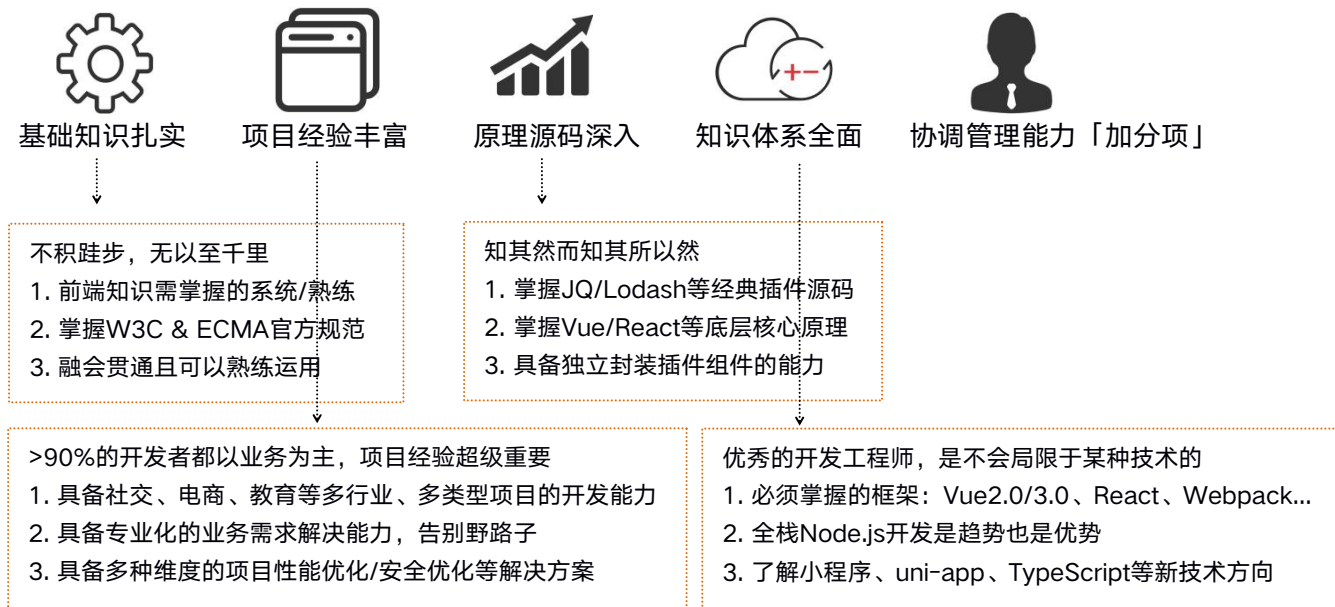 基础知识扎实
项目经验丰富
原理源码深入
知识体系全面
协调管理能力「加分项」
不积跬步，无以至千里
1. 前端知识需掌握的系统/熟练
2. 掌握W3C & ECMA官方规范
3. 融会贯通且可以熟练运用
知其然而知其所以然
1. 掌握JQ/Lodash等经典插件源码
2. 掌握Vue/React等底层核心原理
3. 具备独立封装插件组件的能力
>90%的开发者都以业务为主，项目经验超级重要
1. 具备社交、电商、教育等多行业、多类型项目的开发能力
2. 具备专业化的业务需求解决能力，告别野路子
3. 具备多种维度的项目性能优化/安全优化等解决方案
优秀的开发工程师，是不会局限于某种技术的
1. 必须掌握的框架：Vue2.0/3.0、React、Webpack...
2. 全栈Node.js开发是趋势也是优势
3. 了解小程序、uni-app、TypeScript等新技术方向